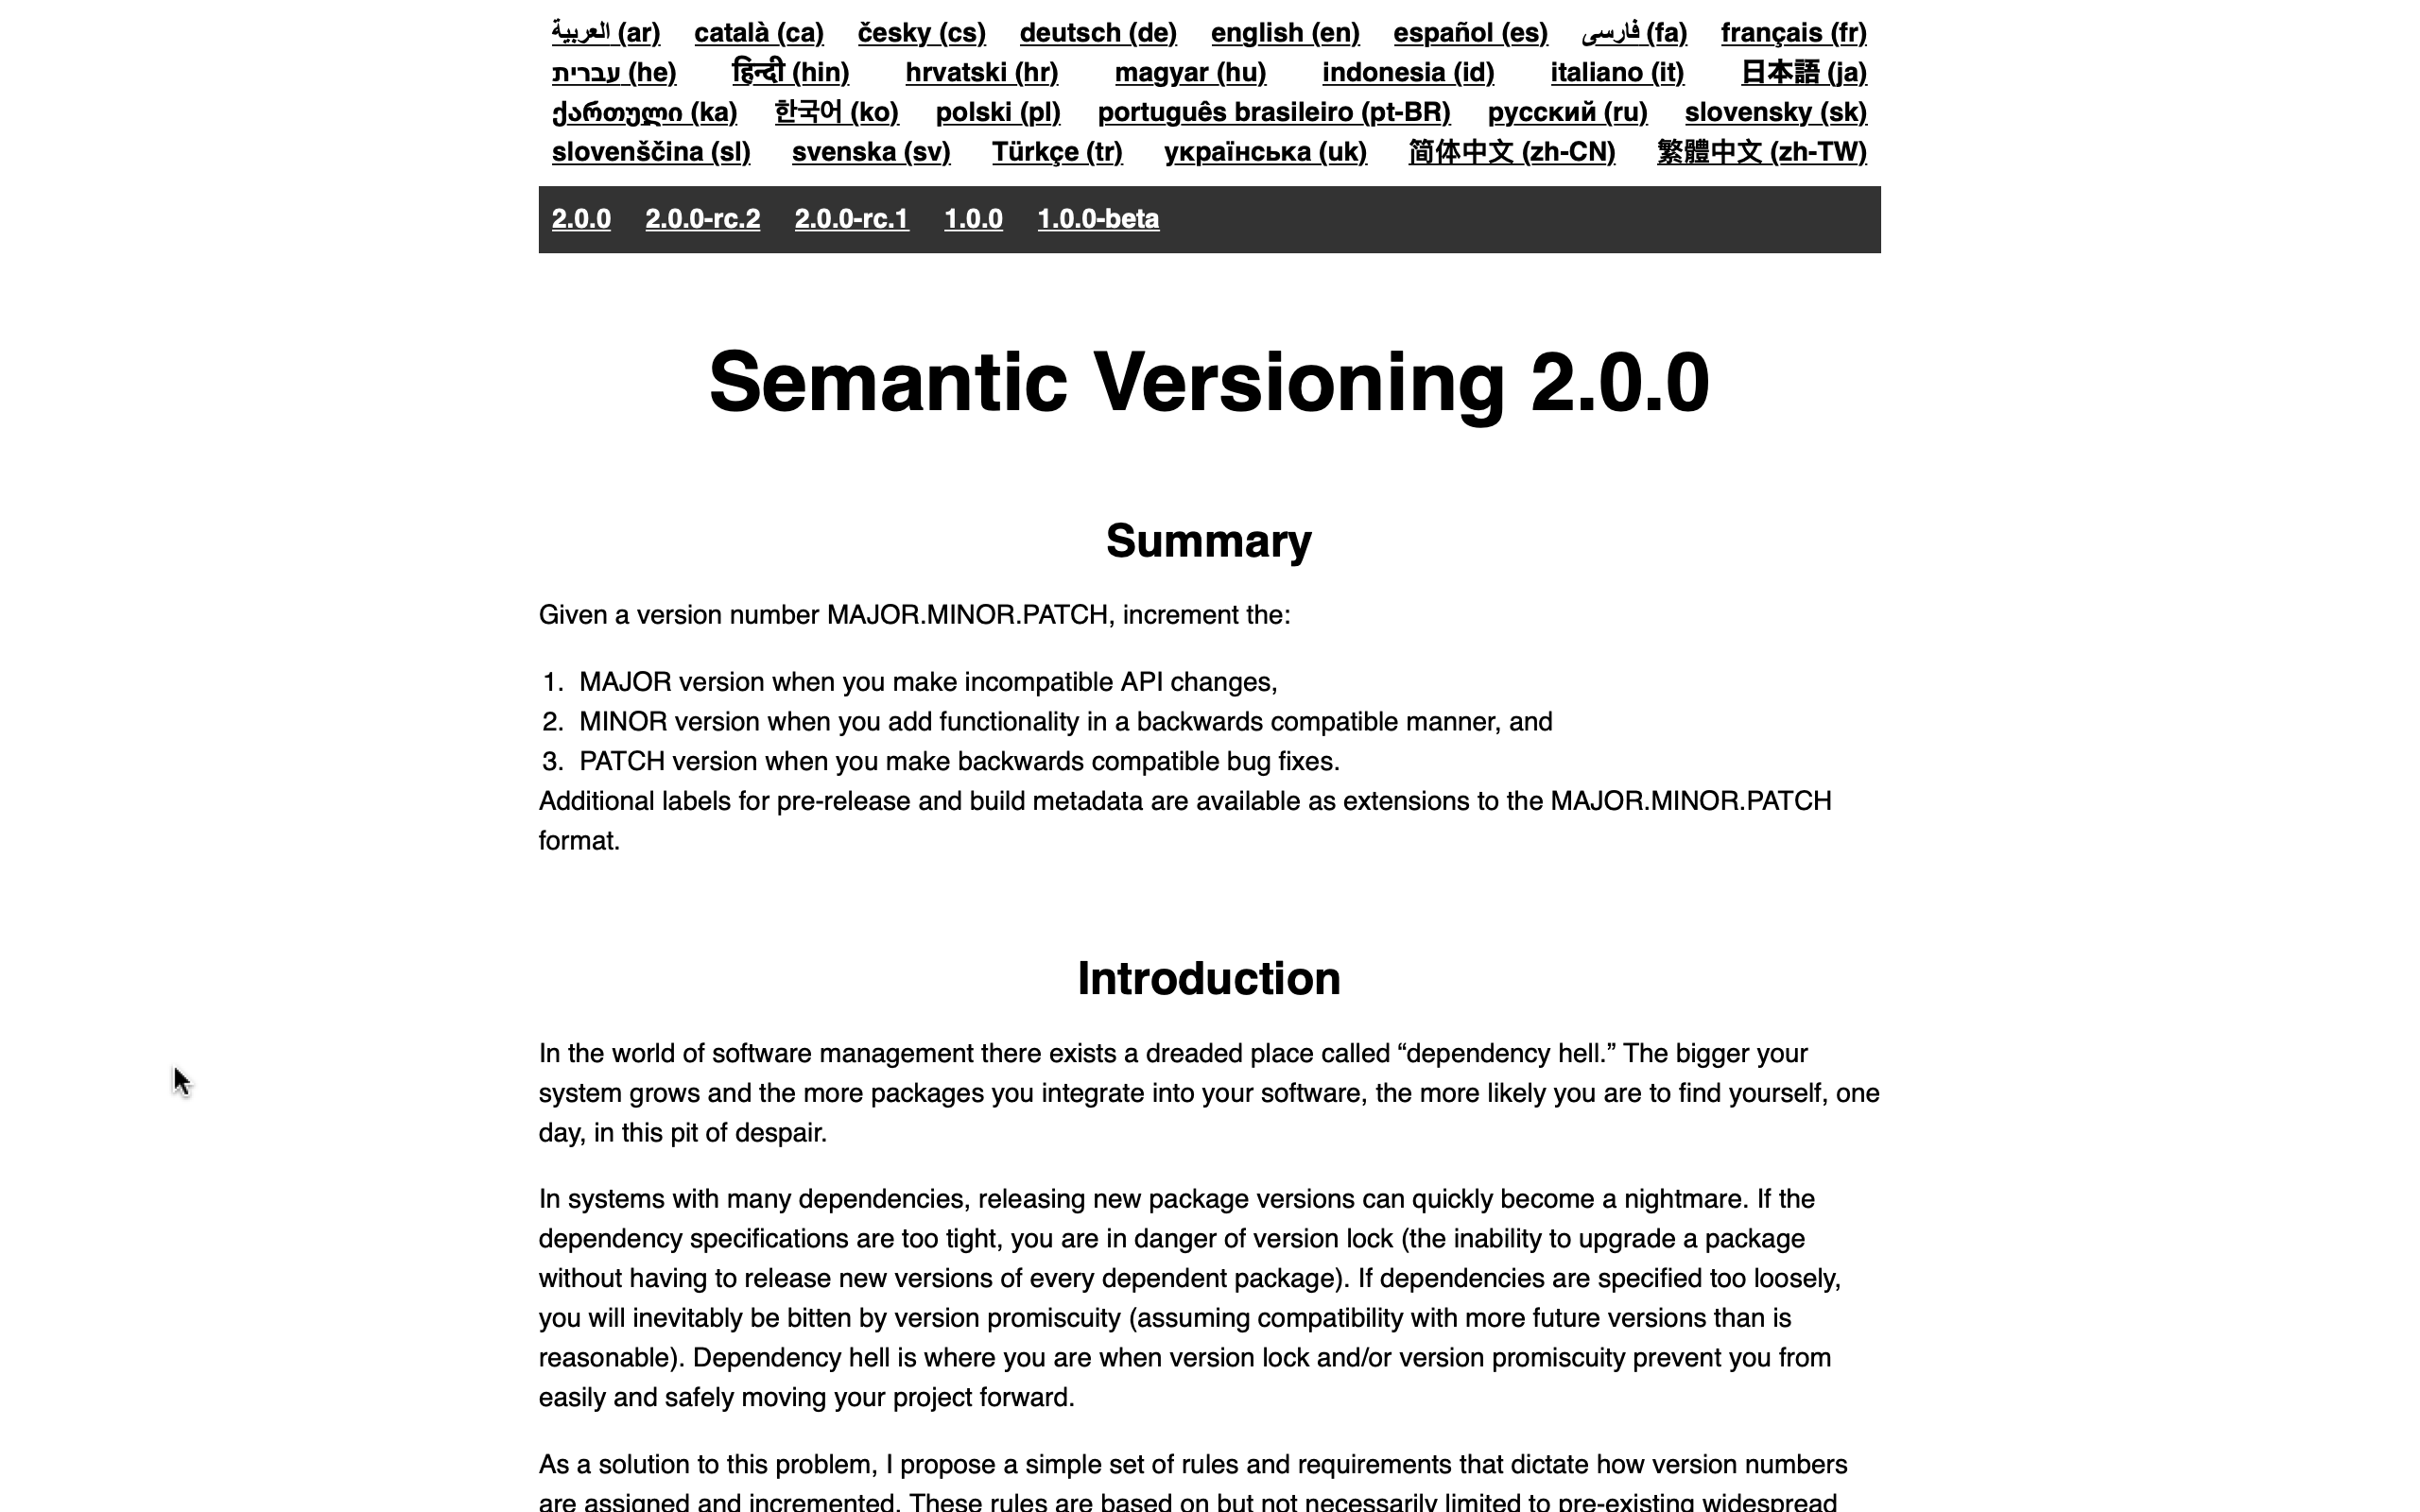 العربية (ar) català (ca) česky (cs) deutsch (de) english (en) español (es) فارسی (fa) français (fr)
עברית (he) हिन्दी (hin) hrvatski (hr) magyar (hu) indonesia (id) italiano (it) 日本語 (ja)
ქართული (ka) 한국어 (ko) polski (pl) português brasileiro (pt-BR) русский (ru) slovensky (sk)
slovenščina (sl) svenska (sv) Türkçe (tr) українська (uk) 简体中文 (zh-CN) 繁體中文 (zh-TW)
2.0.0 2.0.0-rc.2 2.0.0-rc.1 1.0.0 1.0.0-beta
Semantic Versioning 2.0.0
Summary
Given a version number MAJOR.MINOR.PATCH, increment the:
1. MAJOR version when you make incompatible API changes,
2. MINOR version when you add functionality in a backwards compatible manner, and
3. PATCH version when you make backwards compatible bug fixes.
Additional labels for pre-release and build metadata are available as extensions to the MAJOR.MINOR.PATCH
format.
Introduction
In the world of software management there exists a dreaded place called “dependency hell.” The bigger your
system grows and the more packages you integrate into your software, the more likely you are to find yourself, one
day, in this pit of despair.
In systems with many dependencies, releasing new package versions can quickly become a nightmare. If the
dependency specifications are too tight, you are in danger of version lock (the inability to upgrade a package
without having to release new versions of every dependent package). If dependencies are specified too loosely,
you will inevitably be bitten by version promiscuity (assuming compatibility with more future versions than is
reasonable). Dependency hell is where you are when version lock and/or version promiscuity prevent you from
easily and safely moving your project forward.
As a solution to this problem, I propose a simple set of rules and requirements that dictate how version numbers
are assigned and incremented. These rules are based on but not necessarily limited to pre-existing widespread